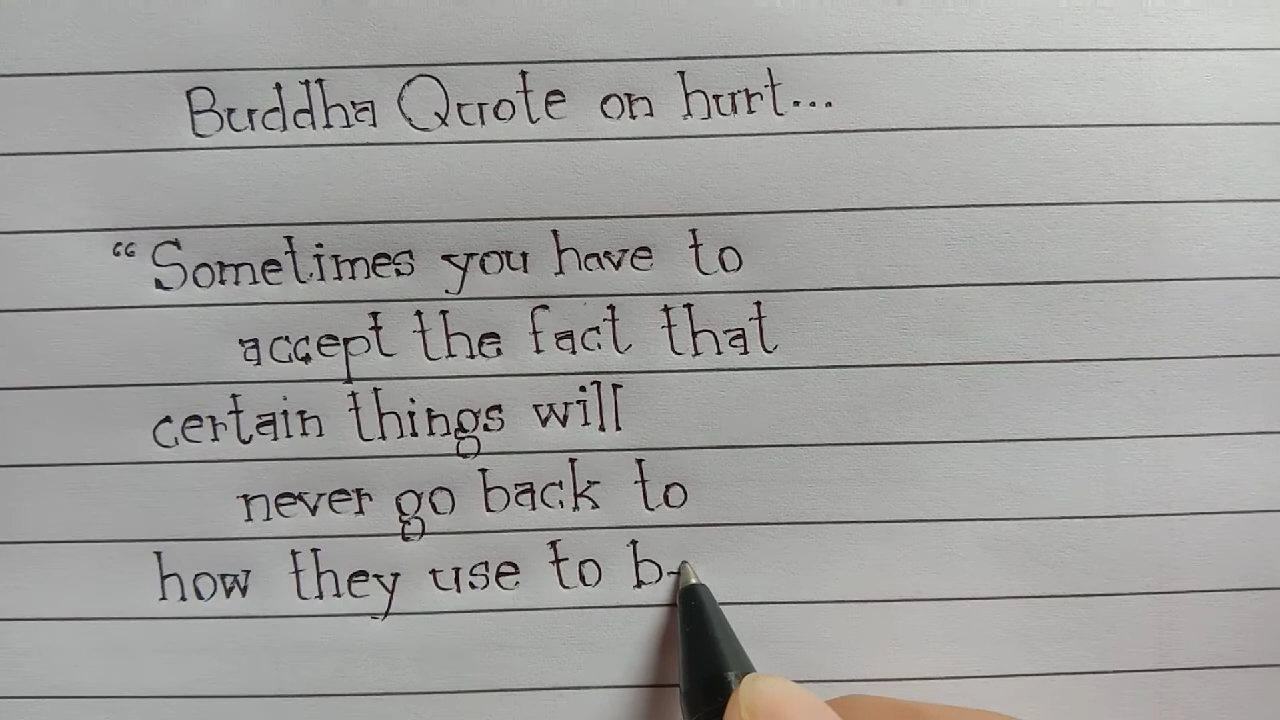 Buddha Quote on hurt...
“Sometimes you have to
accept the fact that
certain things will
never go back to
how they use to b